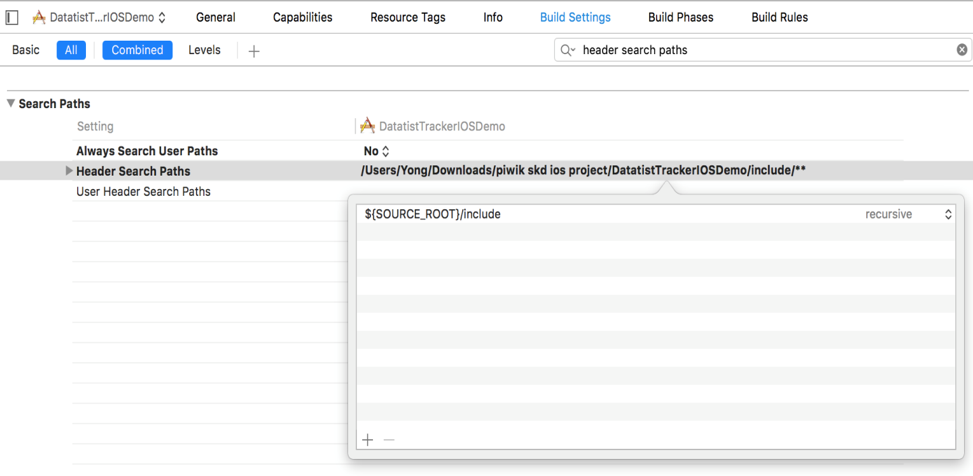 DatatistT...rIOSDemo General Capabilities Resource Tags Info Build Settings Build Phases Build Rules
Basic All Combined Levels + header search paths
Search Paths
Setting DatatistTrackerIOSDemo
Always Search User Paths No
Header Search Paths /Users/Yong/Downloads/piwik skd ios project/DatatistTrackerIOSDemo/include/**
User Header Search Paths
${SOURCE_ROOT}/include recursive
+ −